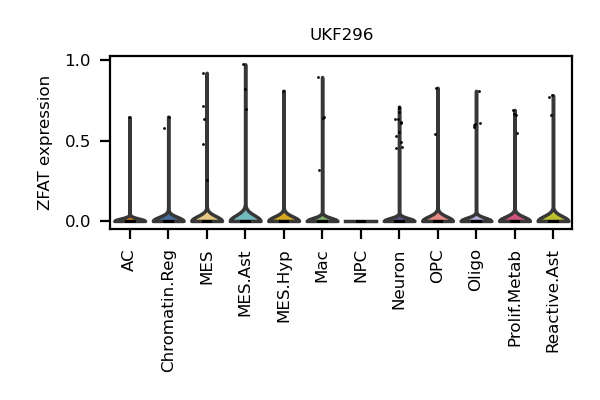 UKF296
ZFAT expression
1.0
0.5
0.0
AC
Chromatin.Reg
MES
MES.Ast
MES.Hyp
Mac
NPC
Neuron
OPC
Oligo
Prolif.Metab
Reactive.Ast